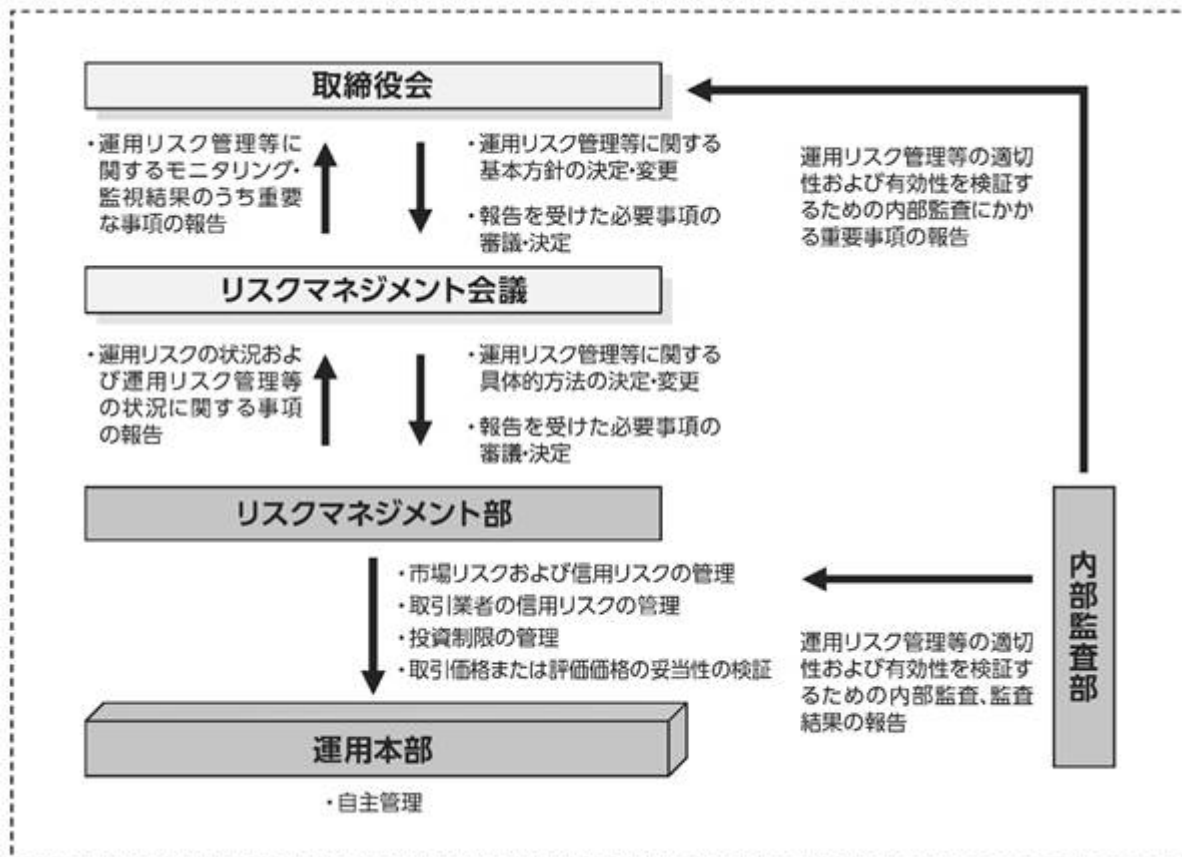 取締役会
・運用リスク管理等に
関するモニタリング・
監視結果のうち重要
な事項の報告
・運用リスク管理等に関する
基本方針の決定・変更
・報告を受けた必要事項の
審議・決定
運用リスク管理等の適切
性および有効性を検証す
るための内部監査にかか
る重要事項の報告
リスクマネジメント会議
・運用リスクの状況およ
び運用リスク管理等
の状況に関する事項
の報告
・運用リスク管理等に関する
具体的方法の決定・変更
・報告を受けた必要事項の
審議・決定
リスクマネジメント部
・市場リスクおよび信用リスクの管理
・取引業者の信用リスクの管理
・投資制限の管理
・取引価格または評価価格の妥当性の検証
運用リスク管理等の適切
性および有効性を検証す
るための内部監査、監査
結果の報告
内部監査部
運用本部
・自主管理